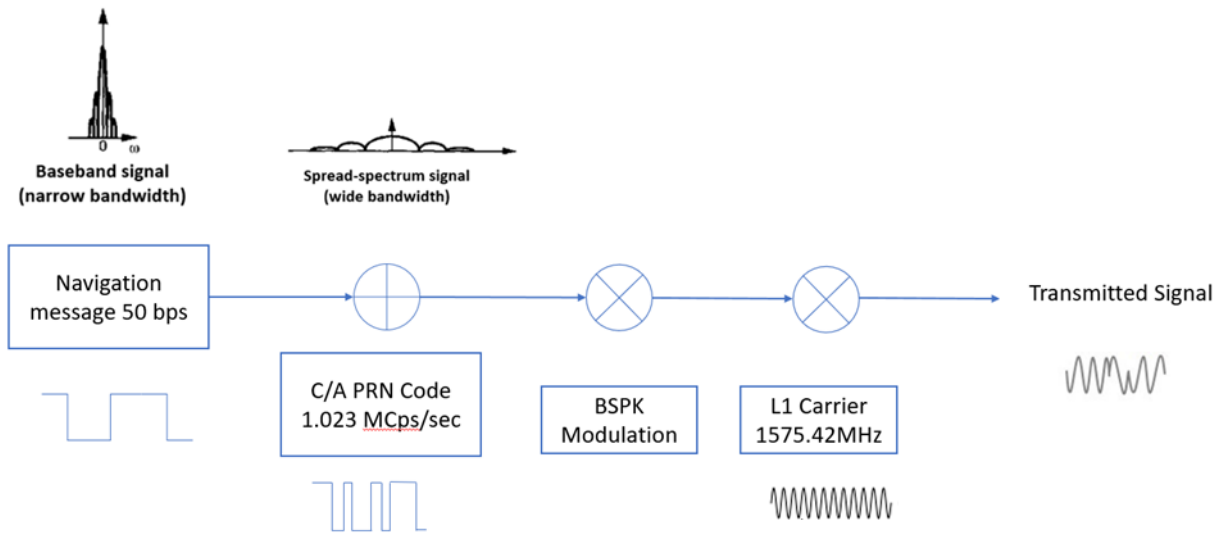 0 ω
Baseband signal
(narrow bandwidth)
Spread-spectrum signal
(wide bandwidth)
Navigation
message 50 bps
Transmitted Signal
C/A PRN Code
1.023 MCps/sec
BSPK
Modulation
L1 Carrier
1575.42MHz